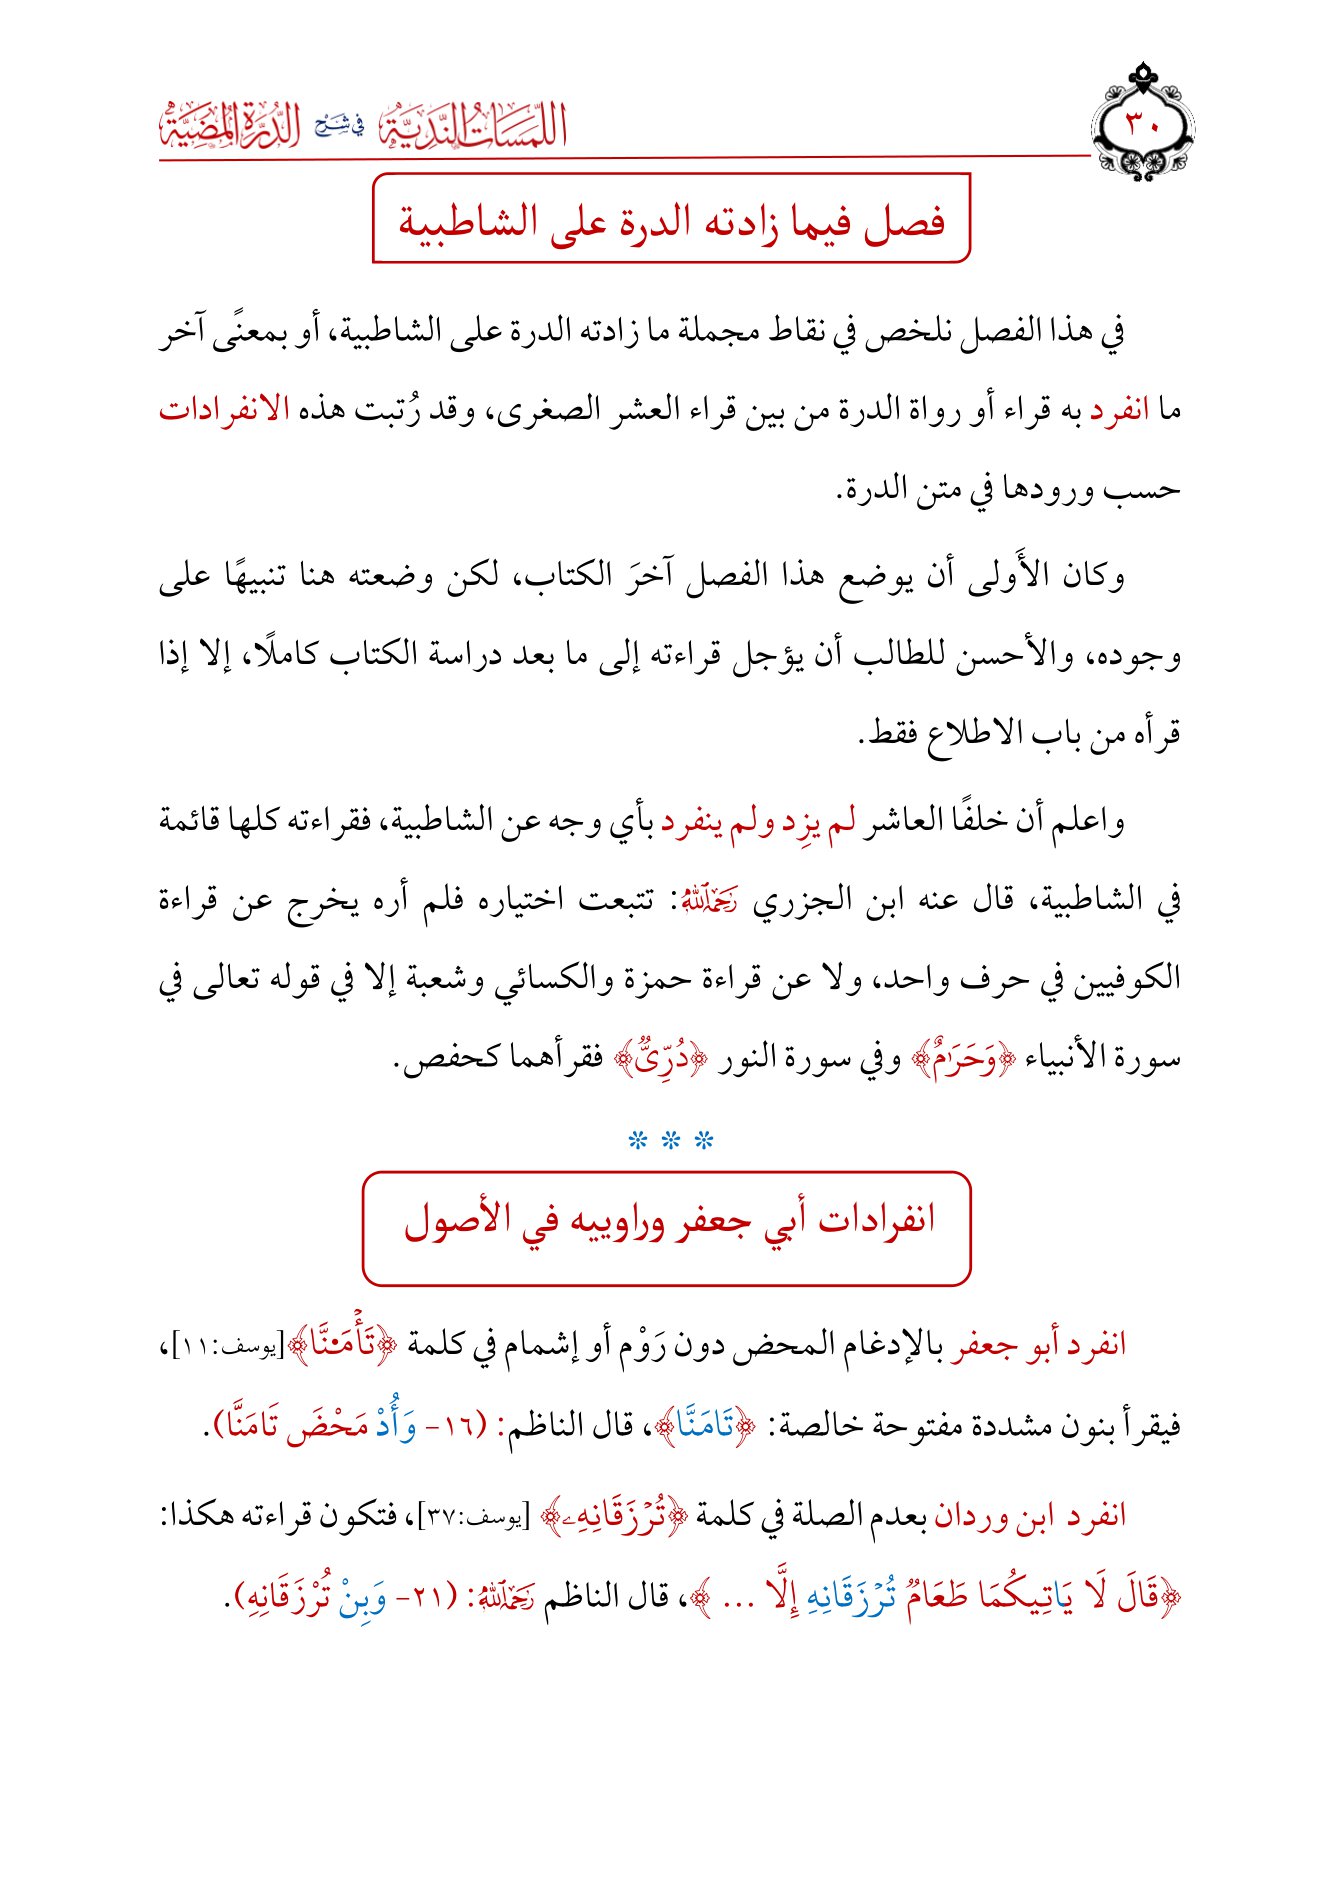 ٣٠
اللَّمَسَاتُ النَّدِيَّةُ في شَرْحِ الدُّرَّةِ المُضِيَّة
فصل فيما زادته الدرة على الشاطبية
في هذا الفصل نلخص في نقاط مجملة ما زادته الدرة على الشاطبية، أو بمعنًى آخر
ما انفرد به قراء أو رواة الدرة من بين قراء العشر الصغرى، وقد رُتبت هذه الانفرادات
حسب ورودها في متن الدرة.
وكان الأَولى أن يوضع هذا الفصل آخرَ الكتاب، لكن وضعته هنا تنبيهًا على
وجوده، والأحسن للطالب أن يؤجل قراءته إلى ما بعد دراسة الكتاب كاملًا، إلا إذا
قرأه من باب الاطلاع فقط.
واعلم أن خلفًا العاشر لم يزِد ولم ينفرد بأي وجه عن الشاطبية، فقراءته كلها قائمة
في الشاطبية، قال عنه ابن الجزري رَحِمَهُ اللَّهُ: تتبعت اختياره فلم أره يخرج عن قراءة
الكوفيين في حرف واحد، ولا عن قراءة حمزة والكسائي وشعبة إلا في قوله تعالى في
سورة الأنبياء ﴿وَحَرَٰمٌ﴾ وفي سورة النور ﴿دُرِّىٌّ﴾ فقرأهما كحفص.
* * *
انفرادات أبي جعفر وراوييه في الأصول
انفرد أبو جعفر بالإدغام المحض دون رَوْم أو إشمام في كلمة ﴿تَأۡمَ۬نَّا﴾[يوسف:١١]،
فيقرأ بنون مشددة مفتوحة خالصة: ﴿تَامَنَّا﴾، قال الناظم: (١٦- وَأُدْ مَحْضَ تَامَنَّا).
انفرد ابن وردان بعدم الصلة في كلمة ﴿تُرۡزَقَانِهِۦ﴾ [يوسف:٣٧]، فتكون قراءته هكذا:
﴿قَالَ لَا يَاتِيكُمَا طَعَامٌ تُرۡزَقَانِهِ إِلَّا ... ﴾، قال الناظم رَحِمَهُ اللَّهُ: (٢١- وَبِنْ تُرْزَقَانِهِ).